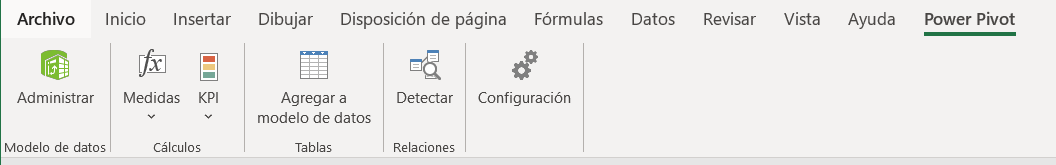 Archivo Inicio Insertar Dibujar Disposición de página Fórmulas Datos Revisar Vista Ayuda Power Pivot
fx
Administrar Medidas KPI Agregar a modelo de datos Detectar Configuración
Modelo de datos Cálculos Tablas Relaciones